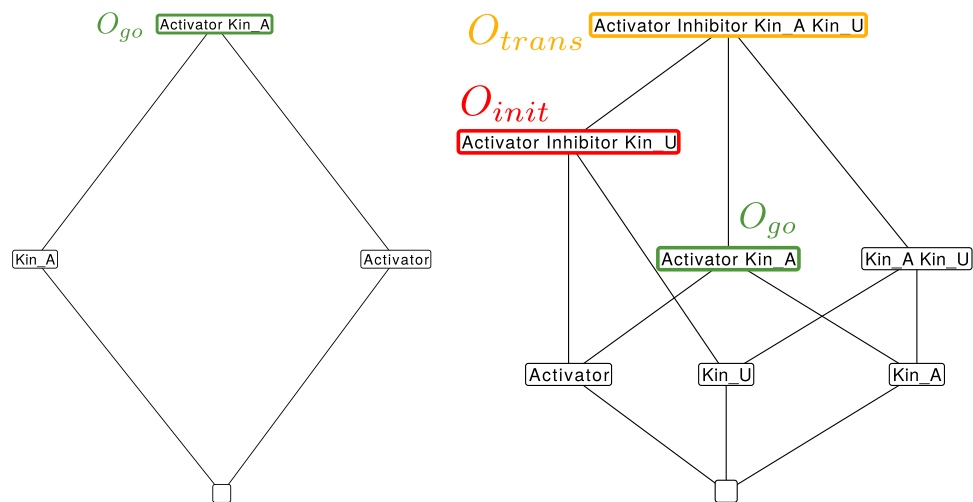 O_go
Activator Kin_A
Kin_A
Activator
O_trans
Activator Inhibitor Kin_A Kin_U
O_init
Activator Inhibitor Kin_U
O_go
Activator Kin_A
Kin_A Kin_U
Activator
Kin_U
Kin_A